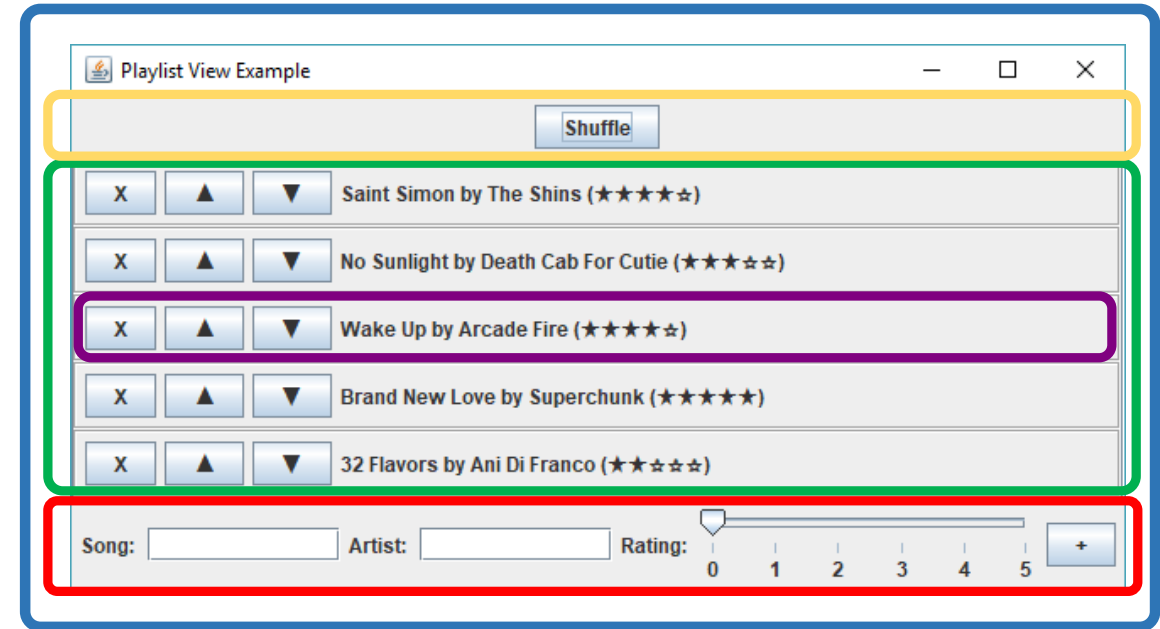 Playlist View Example
Shuffle
X ▲ ▼ Saint Simon by The Shins (★★★★☆)
X ▲ ▼ No Sunlight by Death Cab For Cutie (★★★☆☆)
X ▲ ▼ Wake Up by Arcade Fire (★★★★☆)
X ▲ ▼ Brand New Love by Superchunk (★★★★★)
X ▲ ▼ 32 Flavors by Ani Di Franco (★★☆☆☆)
Song: Artist: Rating: +
0 1 2 3 4 5